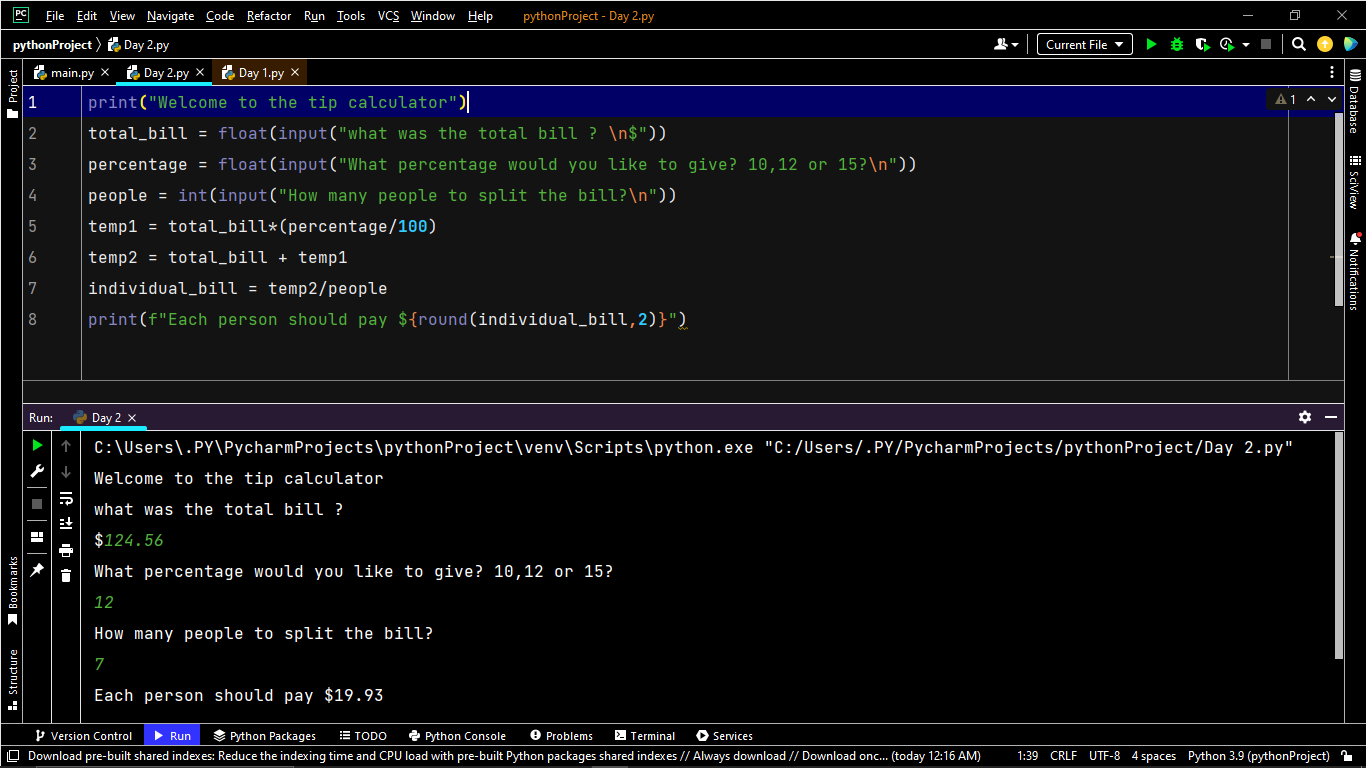 PC File Edit View Navigate Code Refactor Run Tools VCS Window Help pythonProject - Day 2.py
pythonProject Day 2.py Current File
Project
main.py Day 2.py Day 1.py
1 print("Welcome to the tip calculator") 1
2 total_bill = float(input("what was the total bill ? \n$"))
3 percentage = float(input("What percentage would you like to give? 10,12 or 15?\n"))
4 people = int(input("How many people to split the bill?\n"))
5 temp1 = total_bill*(percentage/100)
6 temp2 = total_bill + temp1
7 individual_bill = temp2/people
8 print(f"Each person should pay ${round(individual_bill,2)}")
Database
SciView
Notifications
Run: Day 2
C:\Users\.PY\PycharmProjects\pythonProject\venv\Scripts\python.exe "C:/Users/.PY/PycharmProjects/pythonProject/Day 2.py"
Welcome to the tip calculator
what was the total bill ?
$124.56
What percentage would you like to give? 10,12 or 15?
12
How many people to split the bill?
7
Each person should pay $19.93
Bookmarks
Structure
Version Control Run Python Packages TODO Python Console Problems Terminal Services
Download pre-built shared indexes: Reduce the indexing time and CPU load with pre-built Python packages shared indexes // Always download // Download onc... (today 12:16 AM) 1:39 CRLF UTF-8 4 spaces Python 3.9 (pythonProject)